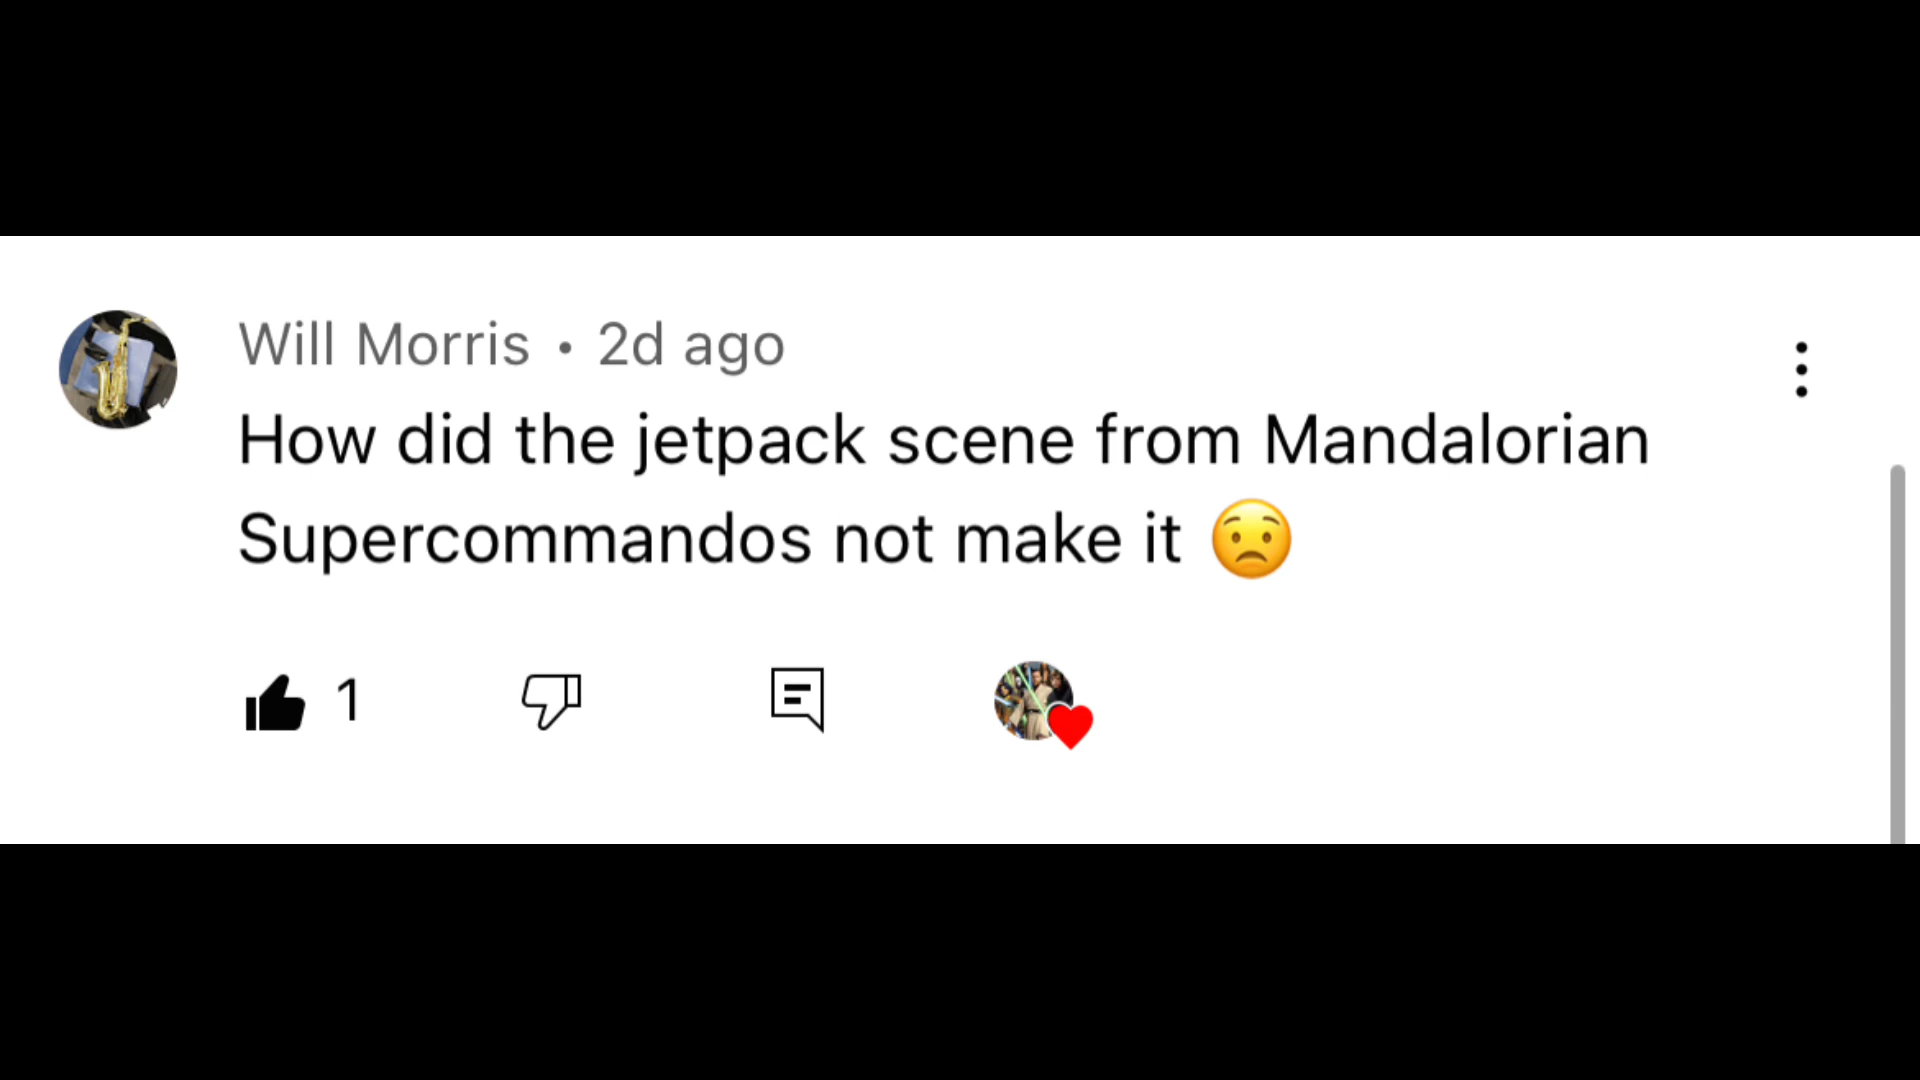 Will Morris • 2d ago
How did the jetpack scene from Mandalorian
Supercommandos not make it 😟
1